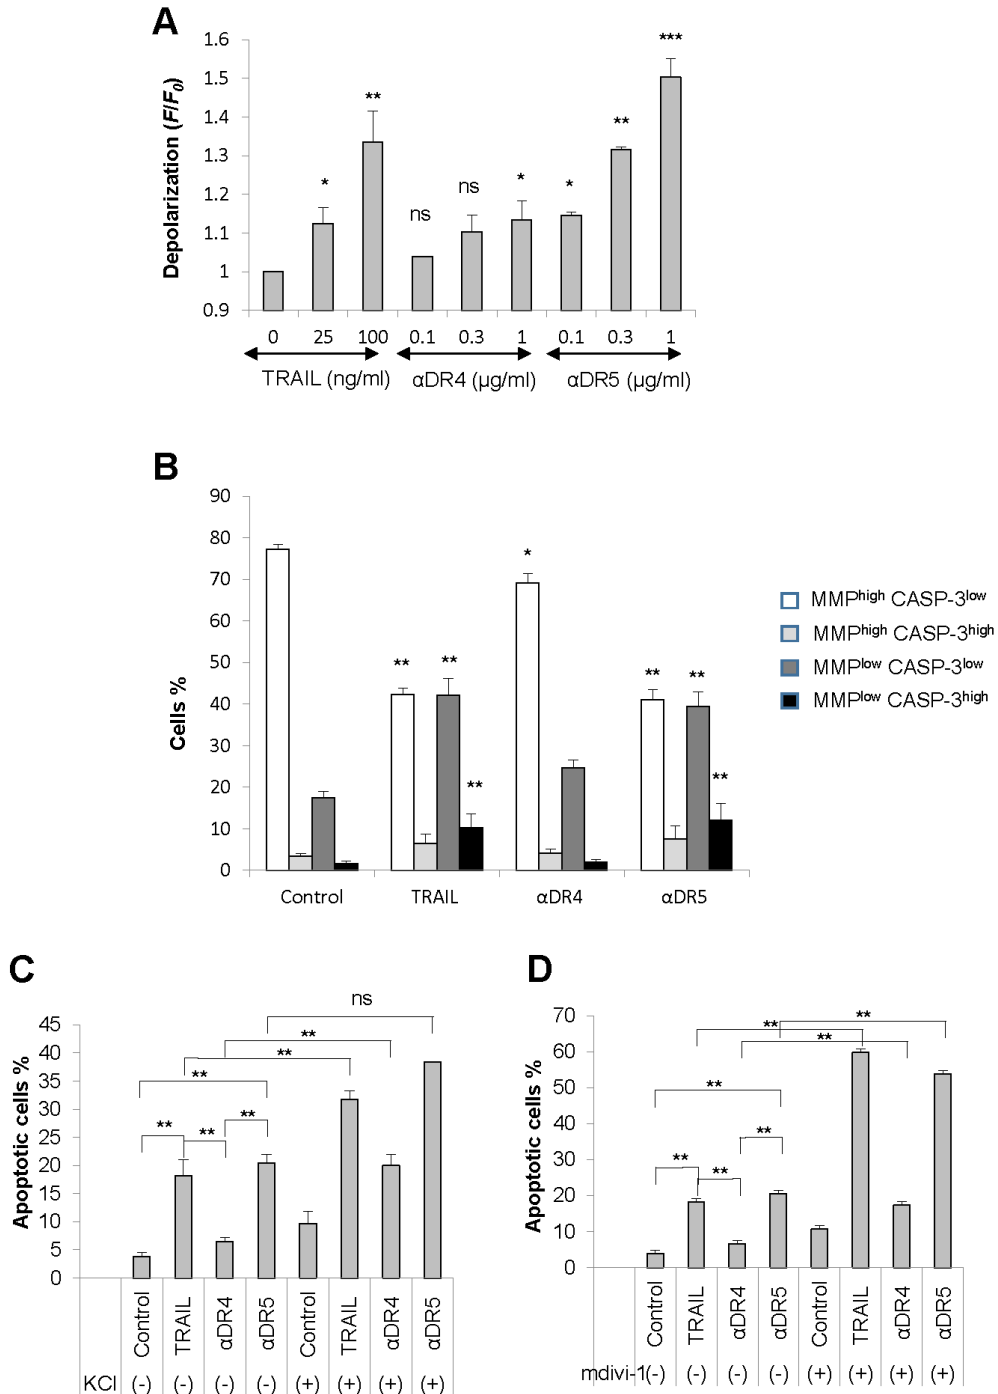 A
Depolarization (F/F0)
1.6
1.5
1.4
1.3
1.2
1.1
1
0.9
*
**
ns
ns
*
*
**
***
0 25 100 0.1 0.3 1 0.1 0.3 1
TRAIL (ng/ml) αDR4 (μg/ml) αDR5 (μg/ml)
B
Cells %
90
80
70
60
50
40
30
20
10
0
** ** **
*
** ** **
Control TRAIL αDR4 αDR5
MMPhigh CASP-3low
MMPhigh CASP-3high
MMPlow CASP-3low
MMPlow CASP-3high
C
Apoptotic cells %
45
40
35
30
25
20
15
10
5
0
ns
**
**
**
**
**
**
Control TRAIL αDR4 αDR5 Control TRAIL αDR4 αDR5
KCl (-) (-) (-) (-) (+) (+) (+) (+)
D
Apoptotic cells %
70
60
50
40
30
20
10
0
**
**
**
**
**
**
**
Control TRAIL αDR4 αDR5 Control TRAIL αDR4 αDR5
mdivi-1 (-) (-) (-) (-) (+) (+) (+) (+)